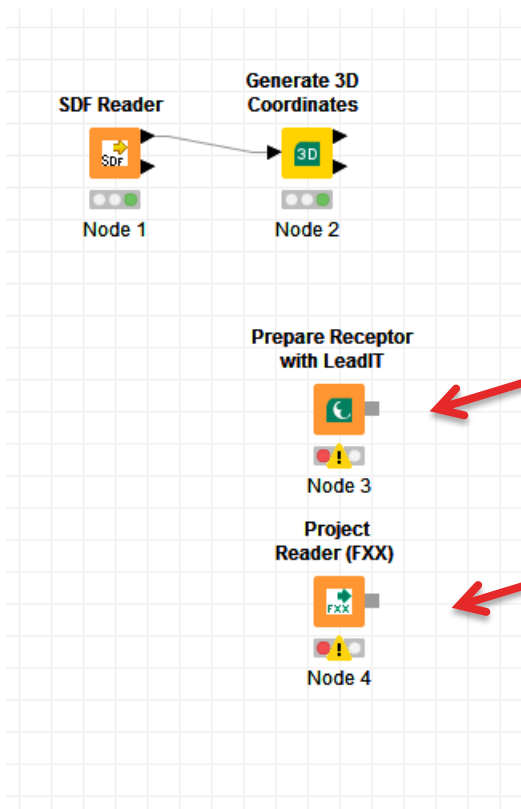 SDF Reader
Generate 3D
Coordinates
SDF
3D
Node 1
Node 2
Prepare Receptor
with LeadIT
Node 3
Project
Reader (FXX)
FXX
Node 4